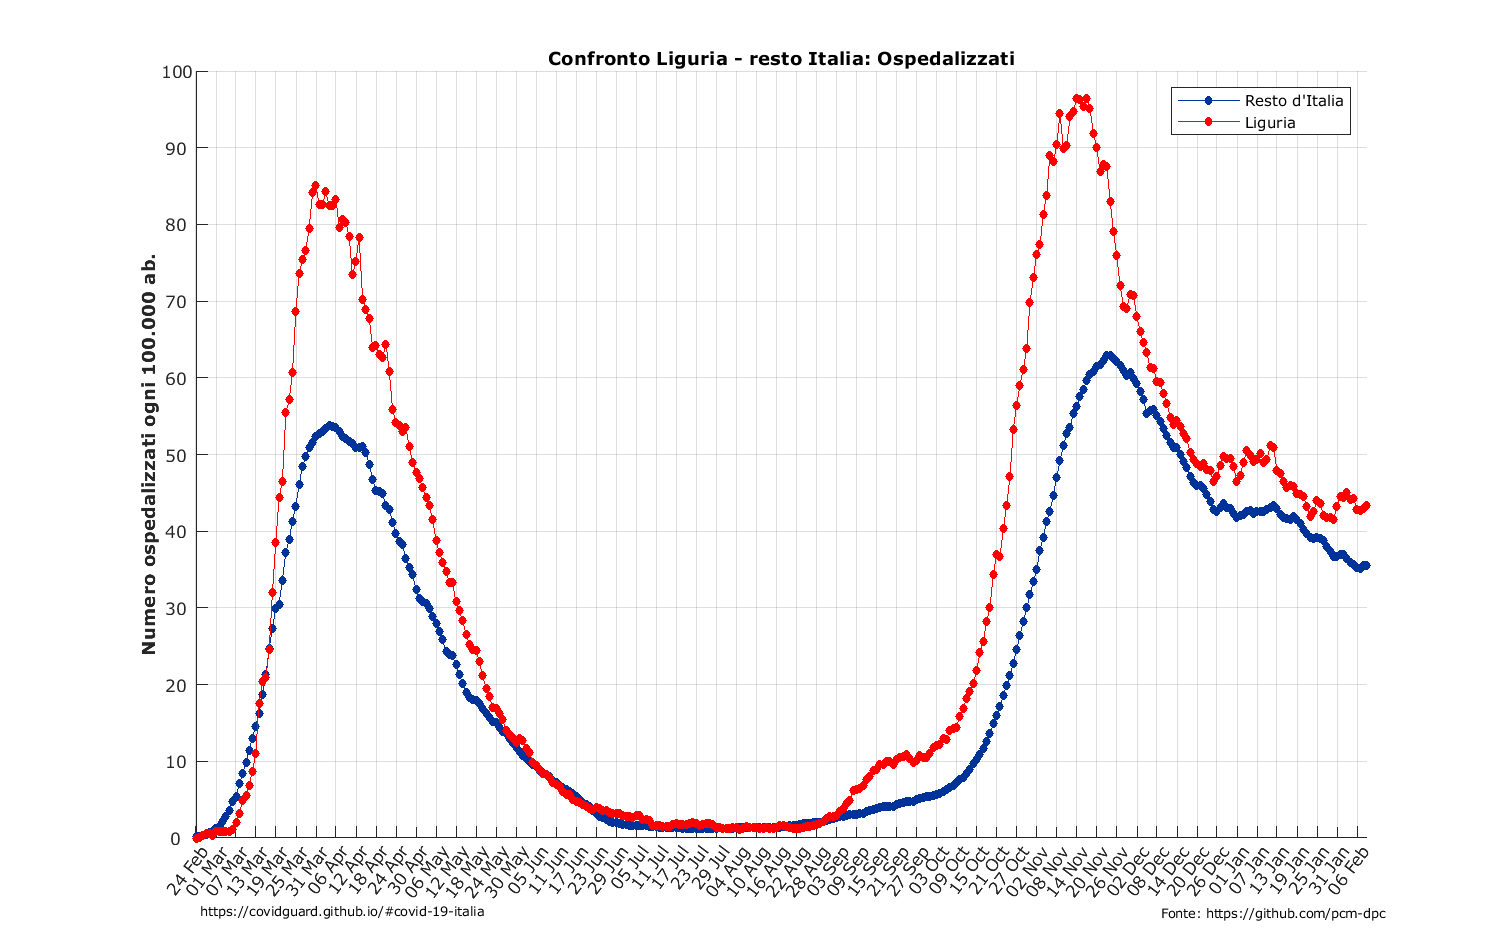 Confronto Liguria - resto Italia: Ospedalizzati
Resto d'Italia
Liguria
Numero ospedalizzati ogni 100.000 ab.
100
90
80
70
60
50
40
30
20
10
0
24 Feb
01 Mar
07 Mar
13 Mar
19 Mar
25 Mar
31 Mar
06 Apr
12 Apr
18 Apr
24 Apr
30 Apr
06 May
12 May
18 May
24 May
30 May
05 Jun
11 Jun
17 Jun
23 Jun
29 Jun
05 Jul
11 Jul
17 Jul
23 Jul
29 Jul
04 Aug
10 Aug
16 Aug
22 Aug
28 Aug
03 Sep
09 Sep
15 Sep
21 Sep
27 Sep
03 Oct
09 Oct
15 Oct
21 Oct
27 Oct
02 Nov
08 Nov
14 Nov
20 Nov
26 Nov
02 Dec
08 Dec
14 Dec
20 Dec
26 Dec
01 Jan
07 Jan
13 Jan
19 Jan
25 Jan
31 Jan
06 Feb
https://covidguard.github.io/#covid-19-italia
Fonte: https://github.com/pcm-dpc